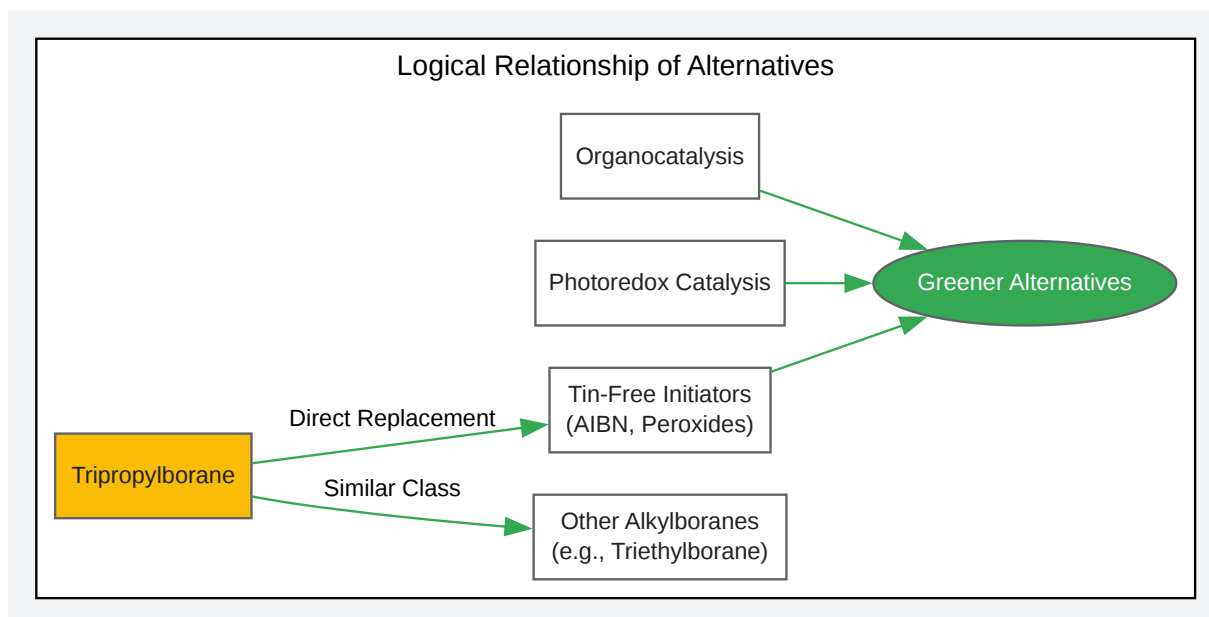 Logical Relationship of Alternatives
Organocatalysis
Photoredox Catalysis
Greener Alternatives
Tin-Free Initiators
(AIBN, Peroxides)
Direct Replacement
Tripropylborane
Similar Class
Other Alkylboranes
(e.g., Triethylborane)